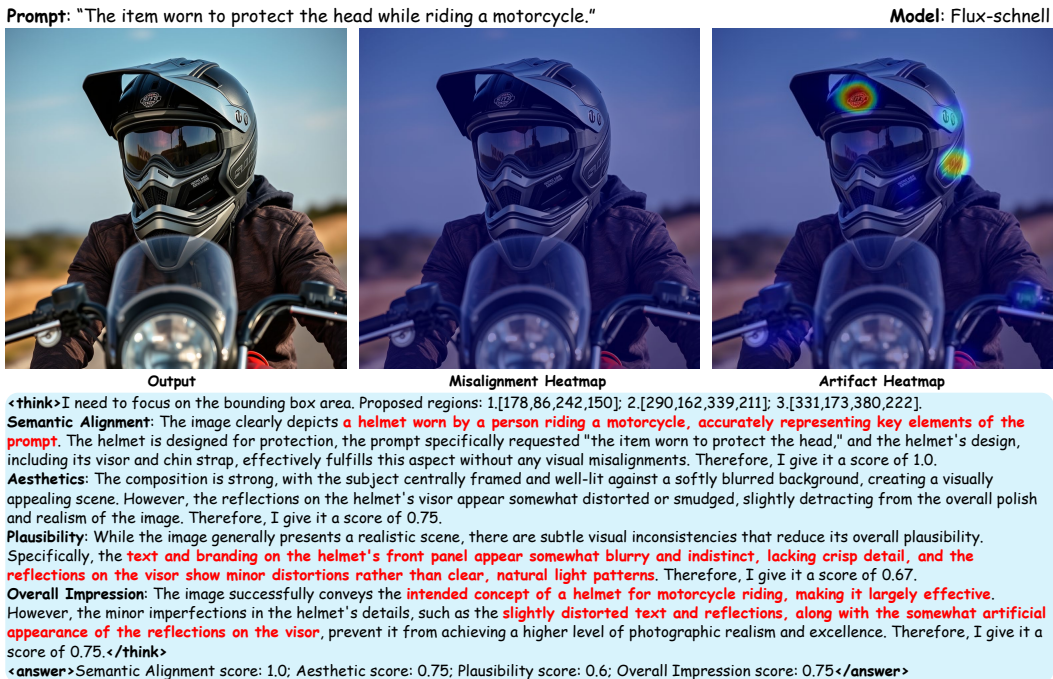 Prompt: “The item worn to protect the head while riding a motorcycle.”
Model: Flux-schnell
Output
Misalignment Heatmap
Artifact Heatmap
<think>I need to focus on the bounding box area. Proposed regions: 1.[178,86,242,150]; 2.[290,162,339,211]; 3.[331,173,380,222].
Semantic Alignment: The image clearly depicts a helmet worn by a person riding a motorcycle, accurately representing key elements of the
prompt. The helmet is designed for protection, the prompt specifically requested "the item worn to protect the head," and the helmet's design,
including its visor and chin strap, effectively fulfills this aspect without any visual misalignments. Therefore, I give it a score of 1.0.
Aesthetics: The composition is strong, with the subject centrally framed and well-lit against a softly blurred background, creating a visually
appealing scene. However, the reflections on the helmet's visor appear somewhat distorted or smudged, slightly detracting from the overall polish
and realism of the image. Therefore, I give it a score of 0.75.
Plausibility: While the image generally presents a realistic scene, there are subtle visual inconsistencies that reduce its overall plausibility.
Specifically, the text and branding on the helmet's front panel appear somewhat blurry and indistinct, lacking crisp detail, and the
reflections on the visor show minor distortions rather than clear, natural light patterns. Therefore, I give it a score of 0.67.
Overall Impression: The image successfully conveys the intended concept of a helmet for motorcycle riding, making it largely effective.
However, the minor imperfections in the helmet's details, such as the slightly distorted text and reflections, along with the somewhat artificial
appearance of the reflections on the visor, prevent it from achieving a higher level of photographic realism and excellence. Therefore, I give it a
score of 0.75.</think>
<answer>Semantic Alignment score: 1.0; Aesthetic score: 0.75; Plausibility score: 0.6; Overall Impression score: 0.75</answer>